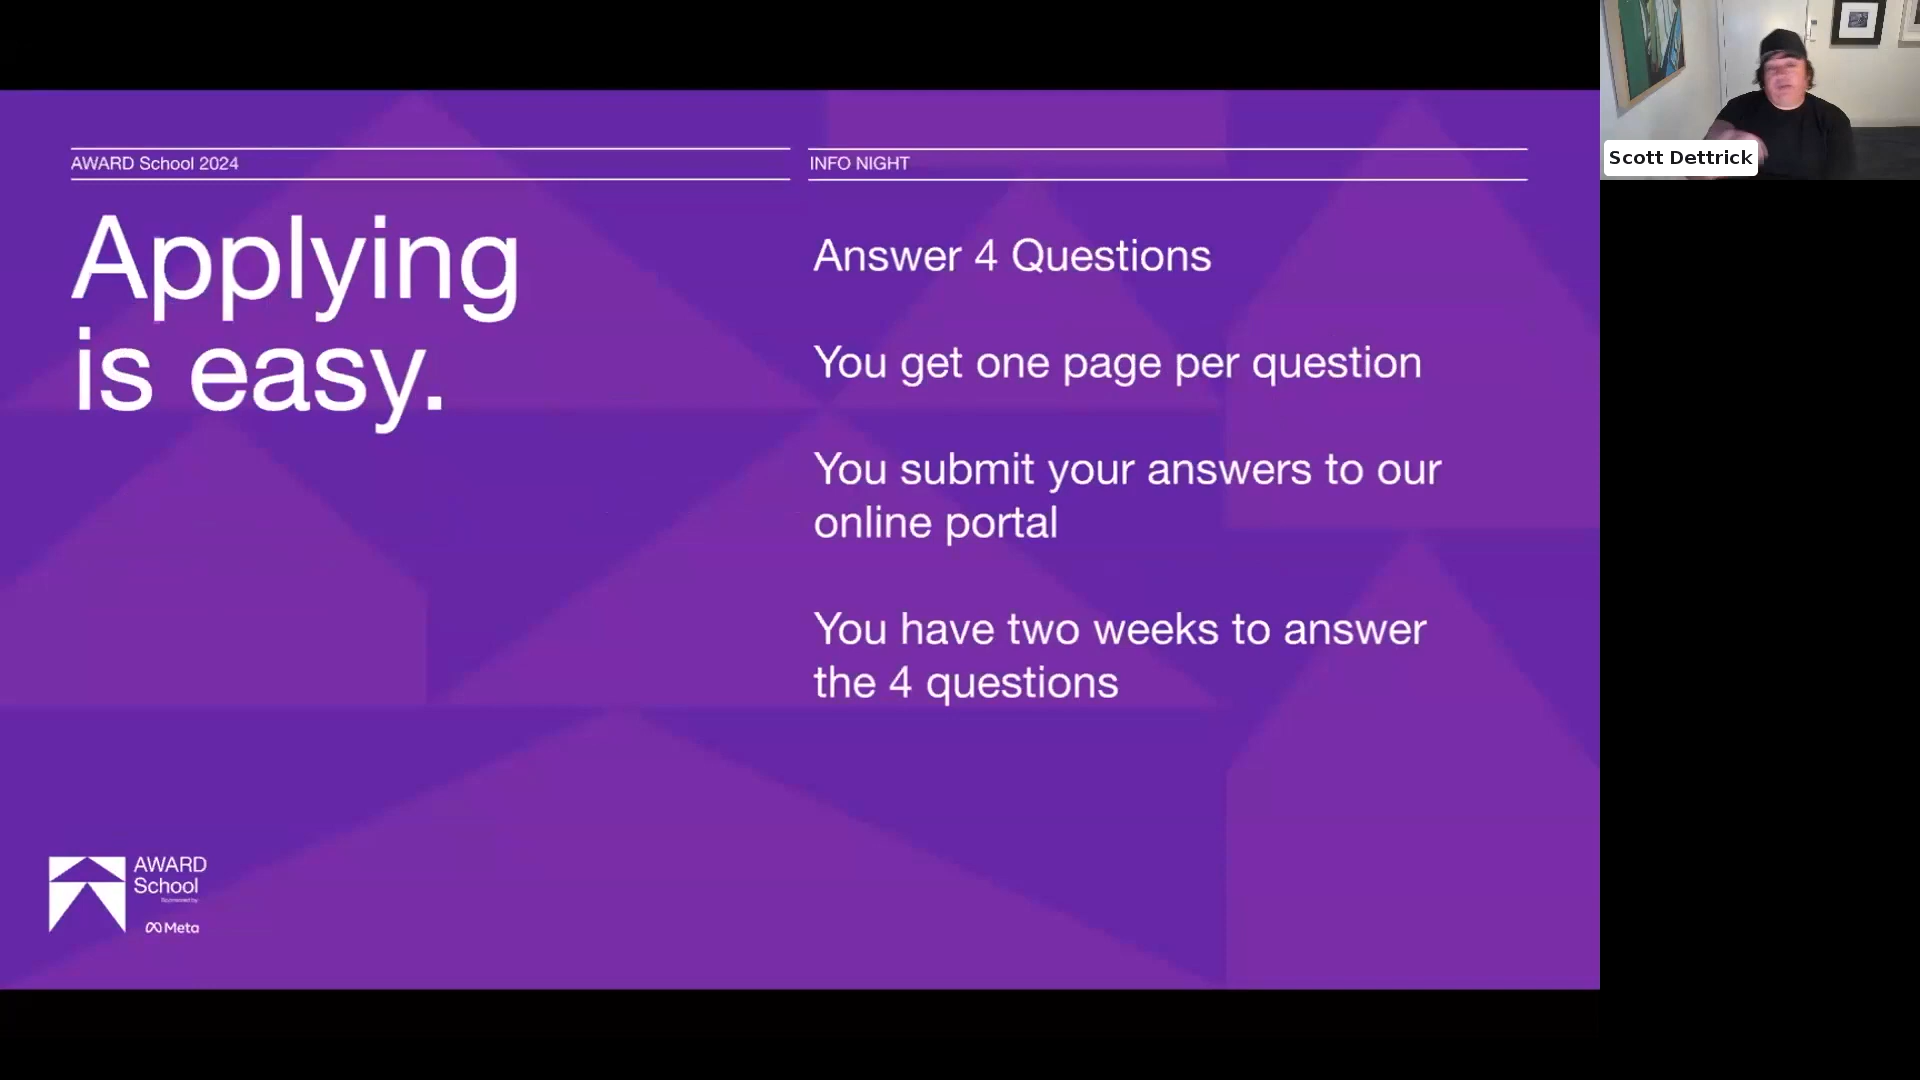 AWARD School 2024
INFO NIGHT
Applying
is easy.
Answer 4 Questions
You get one page per question
You submit your answers to our
online portal
You have two weeks to answer
the 4 questions
AWARD
School
Sponsored by
Meta
Scott Dettrick